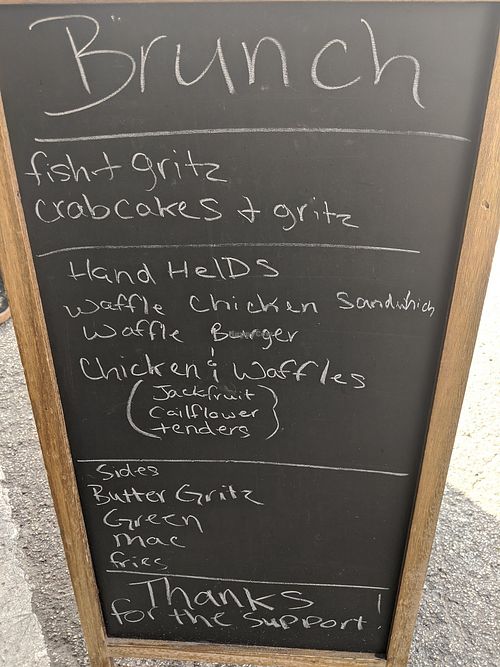 Brunch
fish + gritz
crabcakes + gritz
Hand HelDS
Waffle Chicken Sandwhich
Waffle Burger
Chicken & Waffles
(Jackfruit
Cailflower
tenders)
Sides
Butter Gritz
Green
Mac
fries
Thanks
for the support!